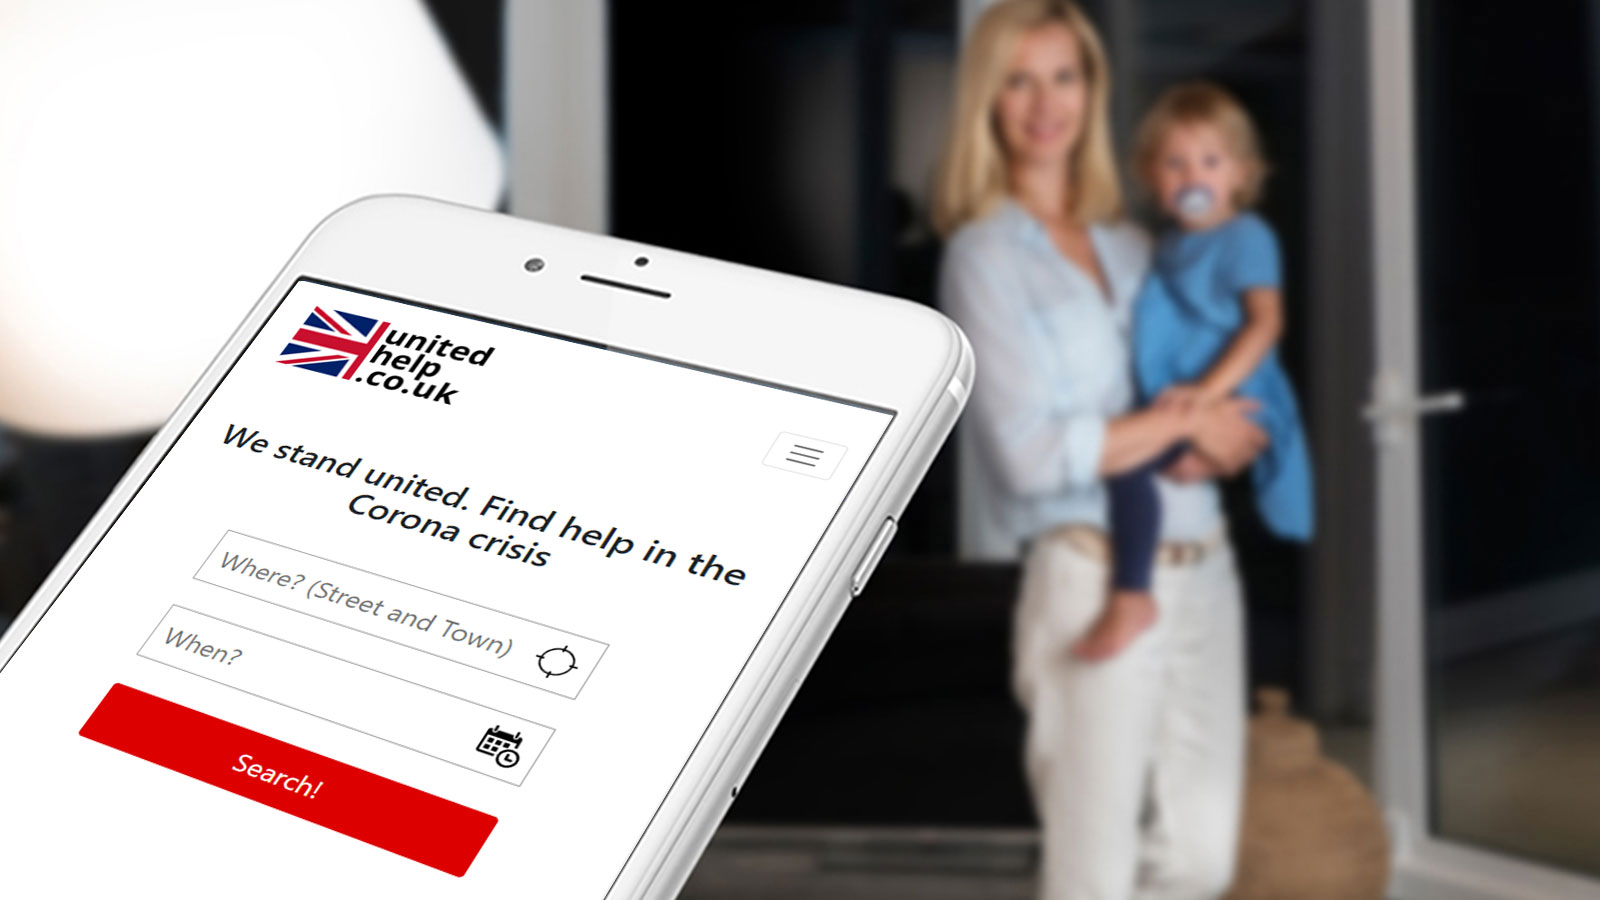 united
help
.co.uk
We stand united. Find help in the
Corona crisis
Where? (Street and Town)
When?
Search!